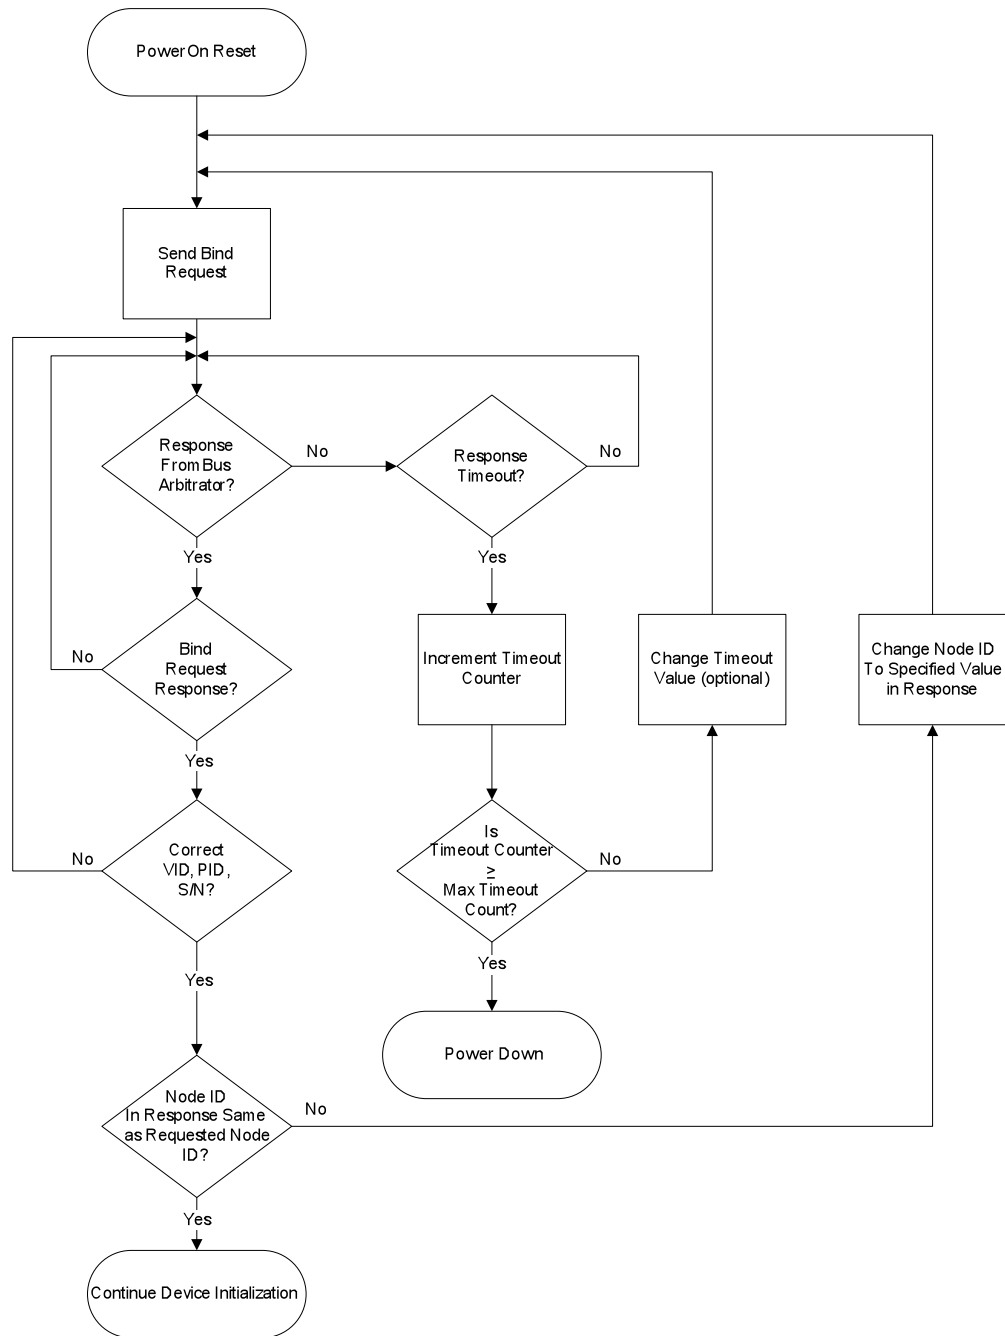 Power On Reset
Send Bind
Request
Response
From Bus
Arbitrator?
No
Response
Timeout?
No
Yes
Yes
Bind
Request
Response?
No
Increment Timeout
Counter
Change Timeout
Value (optional)
Change Node ID
To Specified Value
in Response
Yes
Correct
VID, PID,
S/N?
No
Is
Timeout Counter
≥
Max Timeout
Count?
No
Yes
Yes
Power Down
Node ID
In Response Same
as Requested Node
ID?
No
Yes
Continue Device Initialization